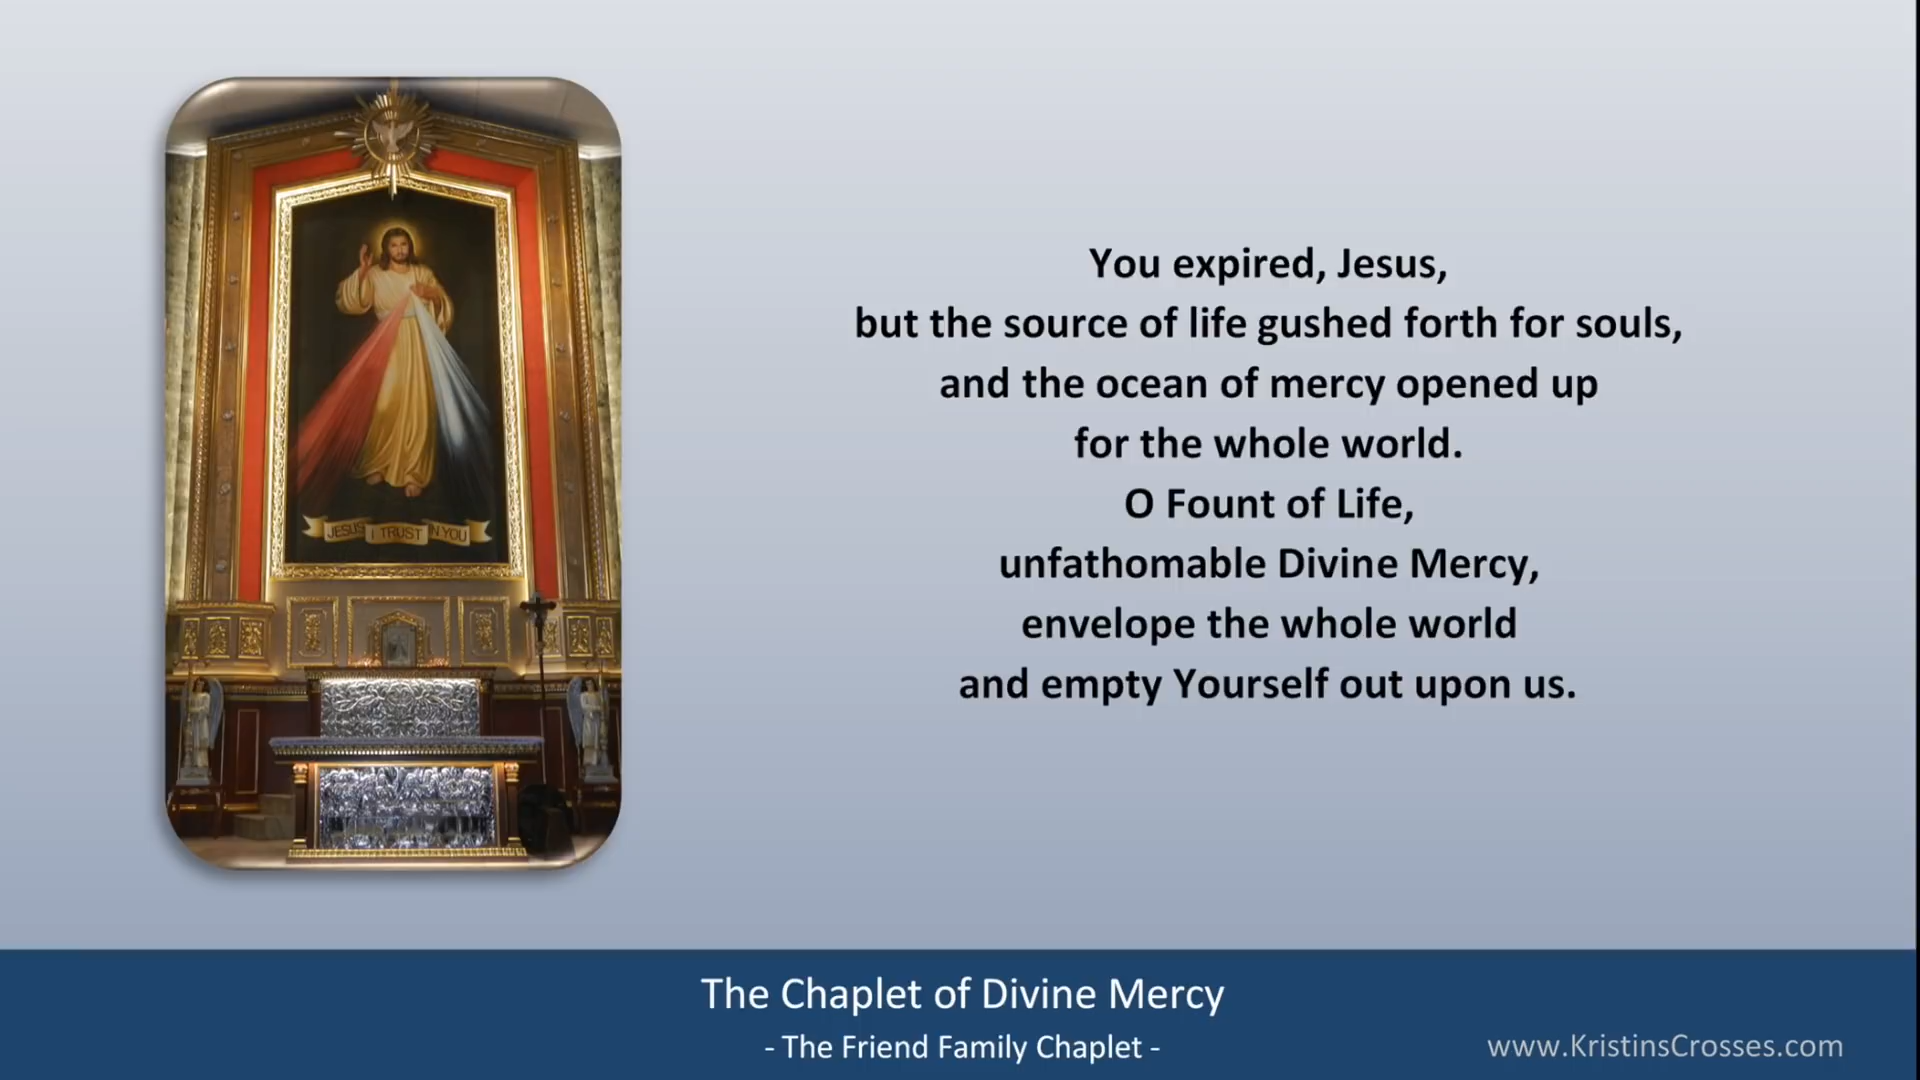 You expired, Jesus,
but the source of life gushed forth for souls,
and the ocean of mercy opened up
for the whole world.
O Fount of Life,
unfathomable Divine Mercy,
envelope the whole world
and empty Yourself out upon us.
JESUS I TRUST IN YOU
The Chaplet of Divine Mercy
- The Friend Family Chaplet -
www.KristinsCrosses.com